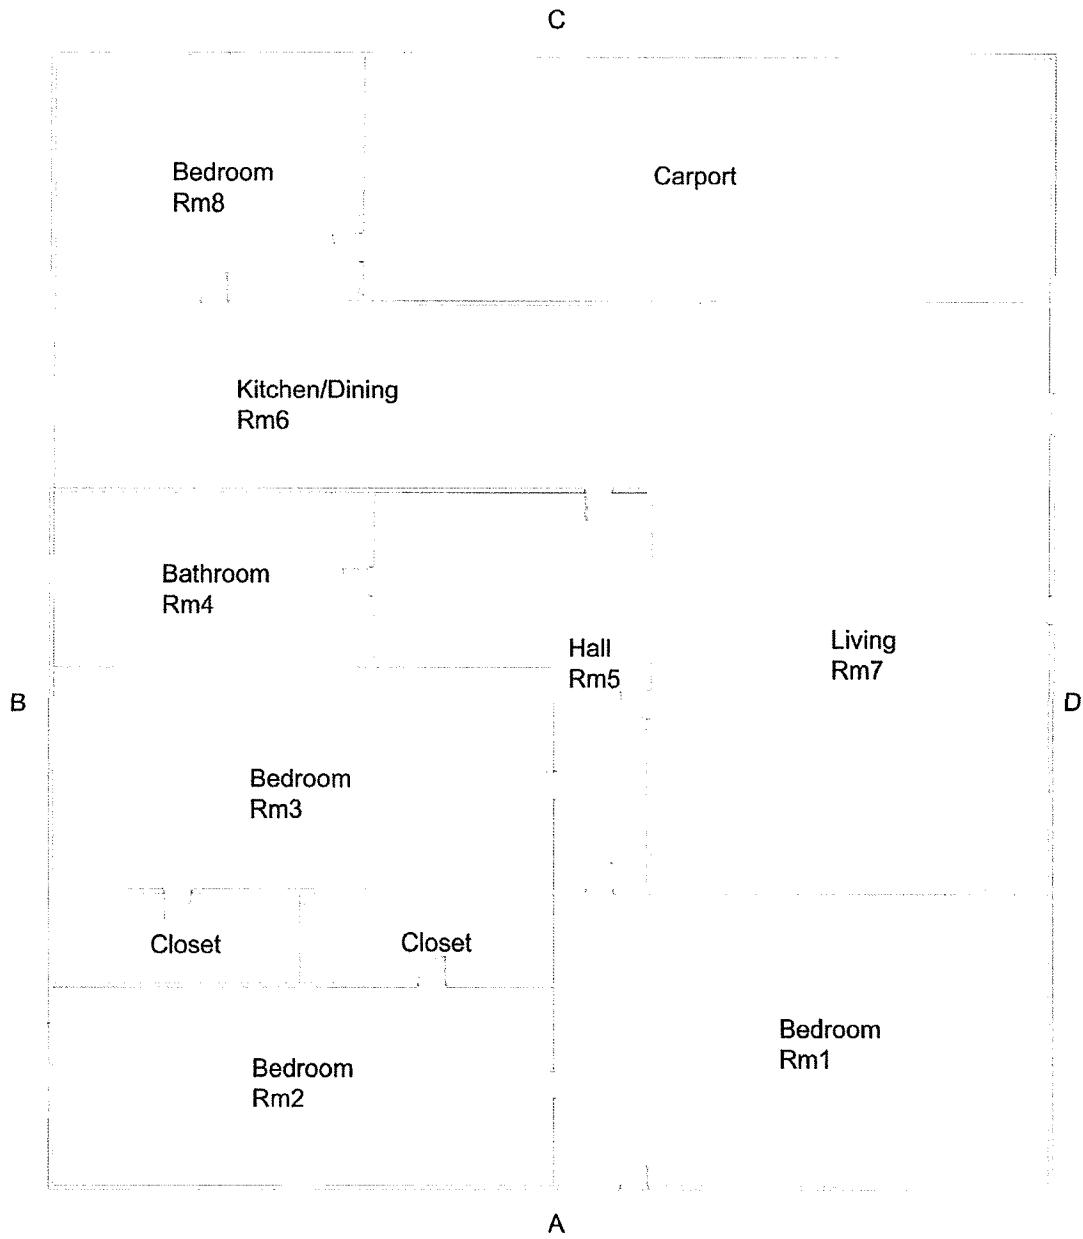 C
Bedroom
Rm8
Carport
Kitchen/Dining
Rm6
Bathroom
Rm4
Hall
Rm5
Living
Rm7
B
D
Bedroom
Rm3
Closet
Closet
Bedroom
Rm1
Bedroom
Rm2
A